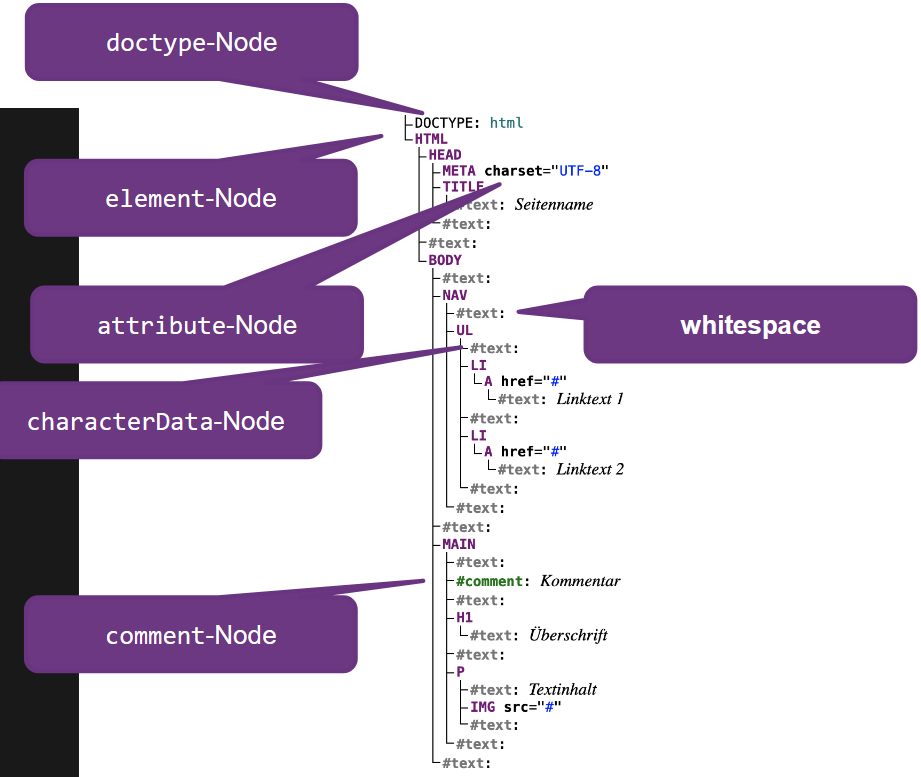 doctype-Node
DOCTYPE: html
HTML
HEAD
META charset="UTF-8"
TITLE
element-Node
#text: Seitenname
#text:
#text:
BODY
#text:
NAV
attribute-Node
#text:
whitespace
UL
#text:
LI
A href="#"
#text: Linktext 1
characterData-Node
#text:
LI
A href="#"
#text: Linktext 2
#text:
#text:
#text:
MAIN
#text:
#comment: Kommentar
#text:
H1
comment-Node
#text: Überschrift
#text:
P
#text: Textinhalt
IMG src="#"
#text:
#text:
#text: